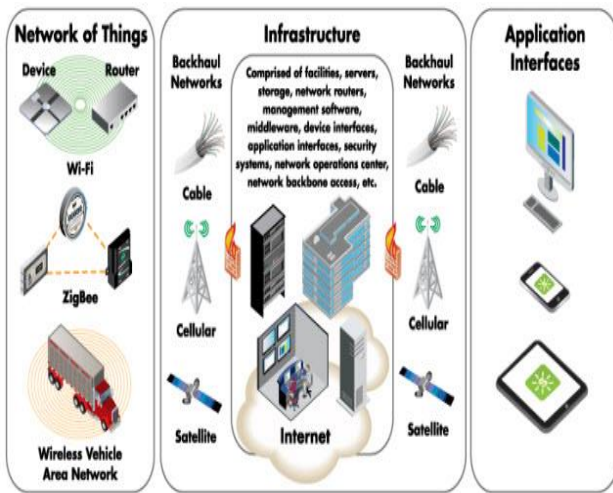 Network of Things
Device
Router
Wi-Fi
ZigBee
Wireless Vehicle
Area Network
Infrastructure
Backhaul
Networks
Cable
Cellular
Satellite
Comprised of facilities, servers,
storage, network routers,
management software,
middleware, device interfaces,
application interfaces, security
systems, network operations center,
network backbone access, etc.
Internet
Backhaul
Networks
Cable
Cellular
Satellite
Application
Interfaces